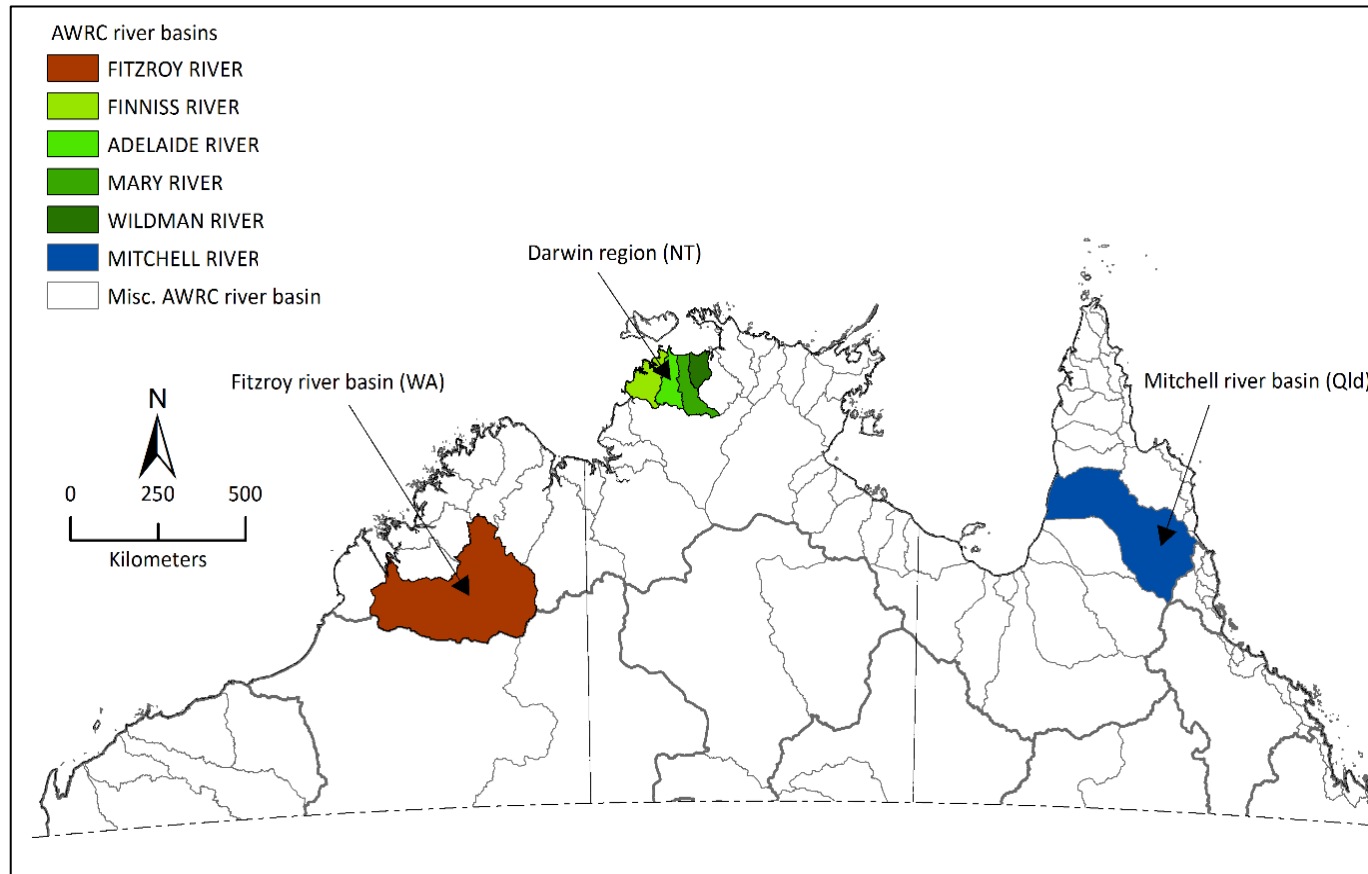 AWRC river basins
FITZROY RIVER
FINNISS RIVER
ADELAIDE RIVER
MARY RIVER
WILDMAN RIVER
MITCHELL RIVER
Misc. AWRC river basin
Darwin region (NT)
Fitzroy river basin (WA)
Mitchell river basin (Qld)
N
0 250 500
Kilometers